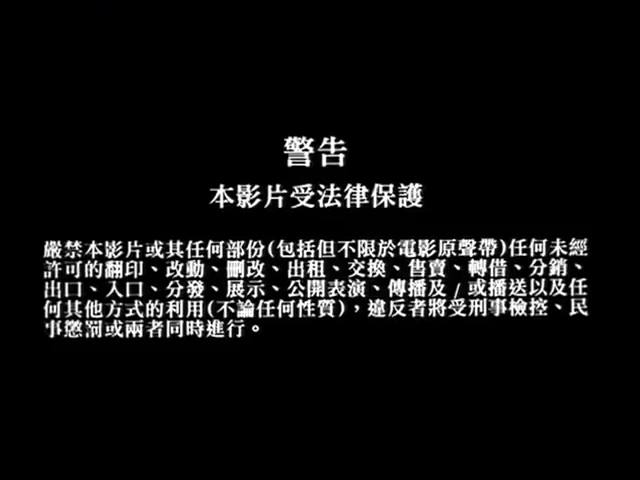 警告
本影片受法律保護
嚴禁本影片或其任何部份(包括但不限於電影原聲帶)任何未經
許可的翻印、改動、刪改、出租、交換、售賣、轉借、分銷、
出口、入口、分發、展示、公開表演、傳播及/或播送以及任
何其他方式的利用(不論任何性質)，違反者將受刑事檢控、民
事懲罰或兩者同時進行。